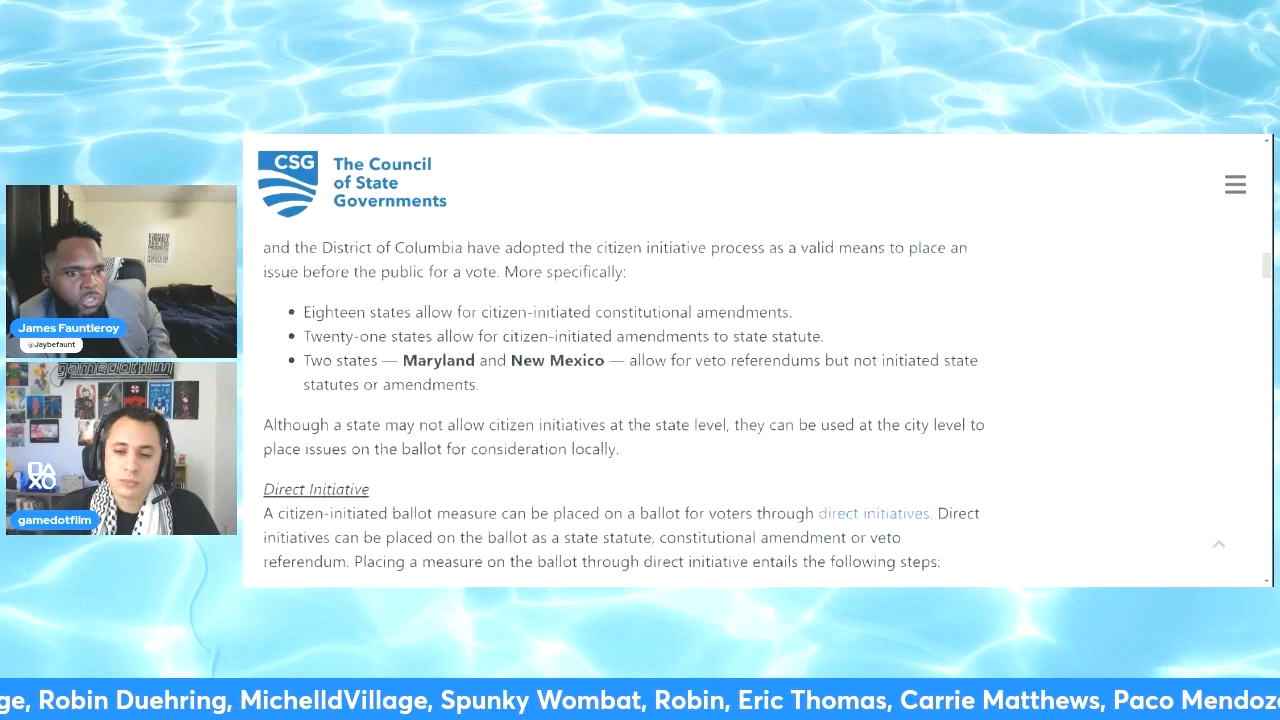 CSG
The Council
of State
Governments
and the District of Columbia have adopted the citizen initiative process as a valid means to place an
issue before the public for a vote. More specifically:
• Eighteen states allow for citizen-initiated constitutional amendments.
• Twenty-one states allow for citizen-initiated amendments to state statute.
• Two states — Maryland and New Mexico — allow for veto referendums but not initiated state
statutes or amendments.
Although a state may not allow citizen initiatives at the state level, they can be used at the city level to
place issues on the ballot for consideration locally.
Direct Initiative
A citizen-initiated ballot measure can be placed on a ballot for voters through direct initiatives. Direct
initiatives can be placed on the ballot as a state statute, constitutional amendment or veto
referendum. Placing a measure on the ballot through direct initiative entails the following steps:
James Fauntleroy
@Jaybefaunt
gamedotfilm
gamedotfilm
ge, Robin Duehring, MichelldVillage, Spunky Wombat, Robin, Eric Thomas, Carrie Matthews, Paco Mendoz